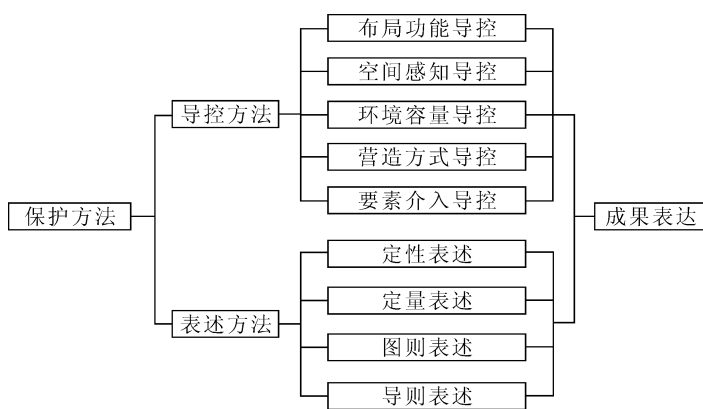 布局功能导控
空间感知导控
导控方法
环境容量导控
营造方式导控
要素介入导控
保护方法
成果表达
定性表述
定量表述
表述方法
图则表述
导则表述